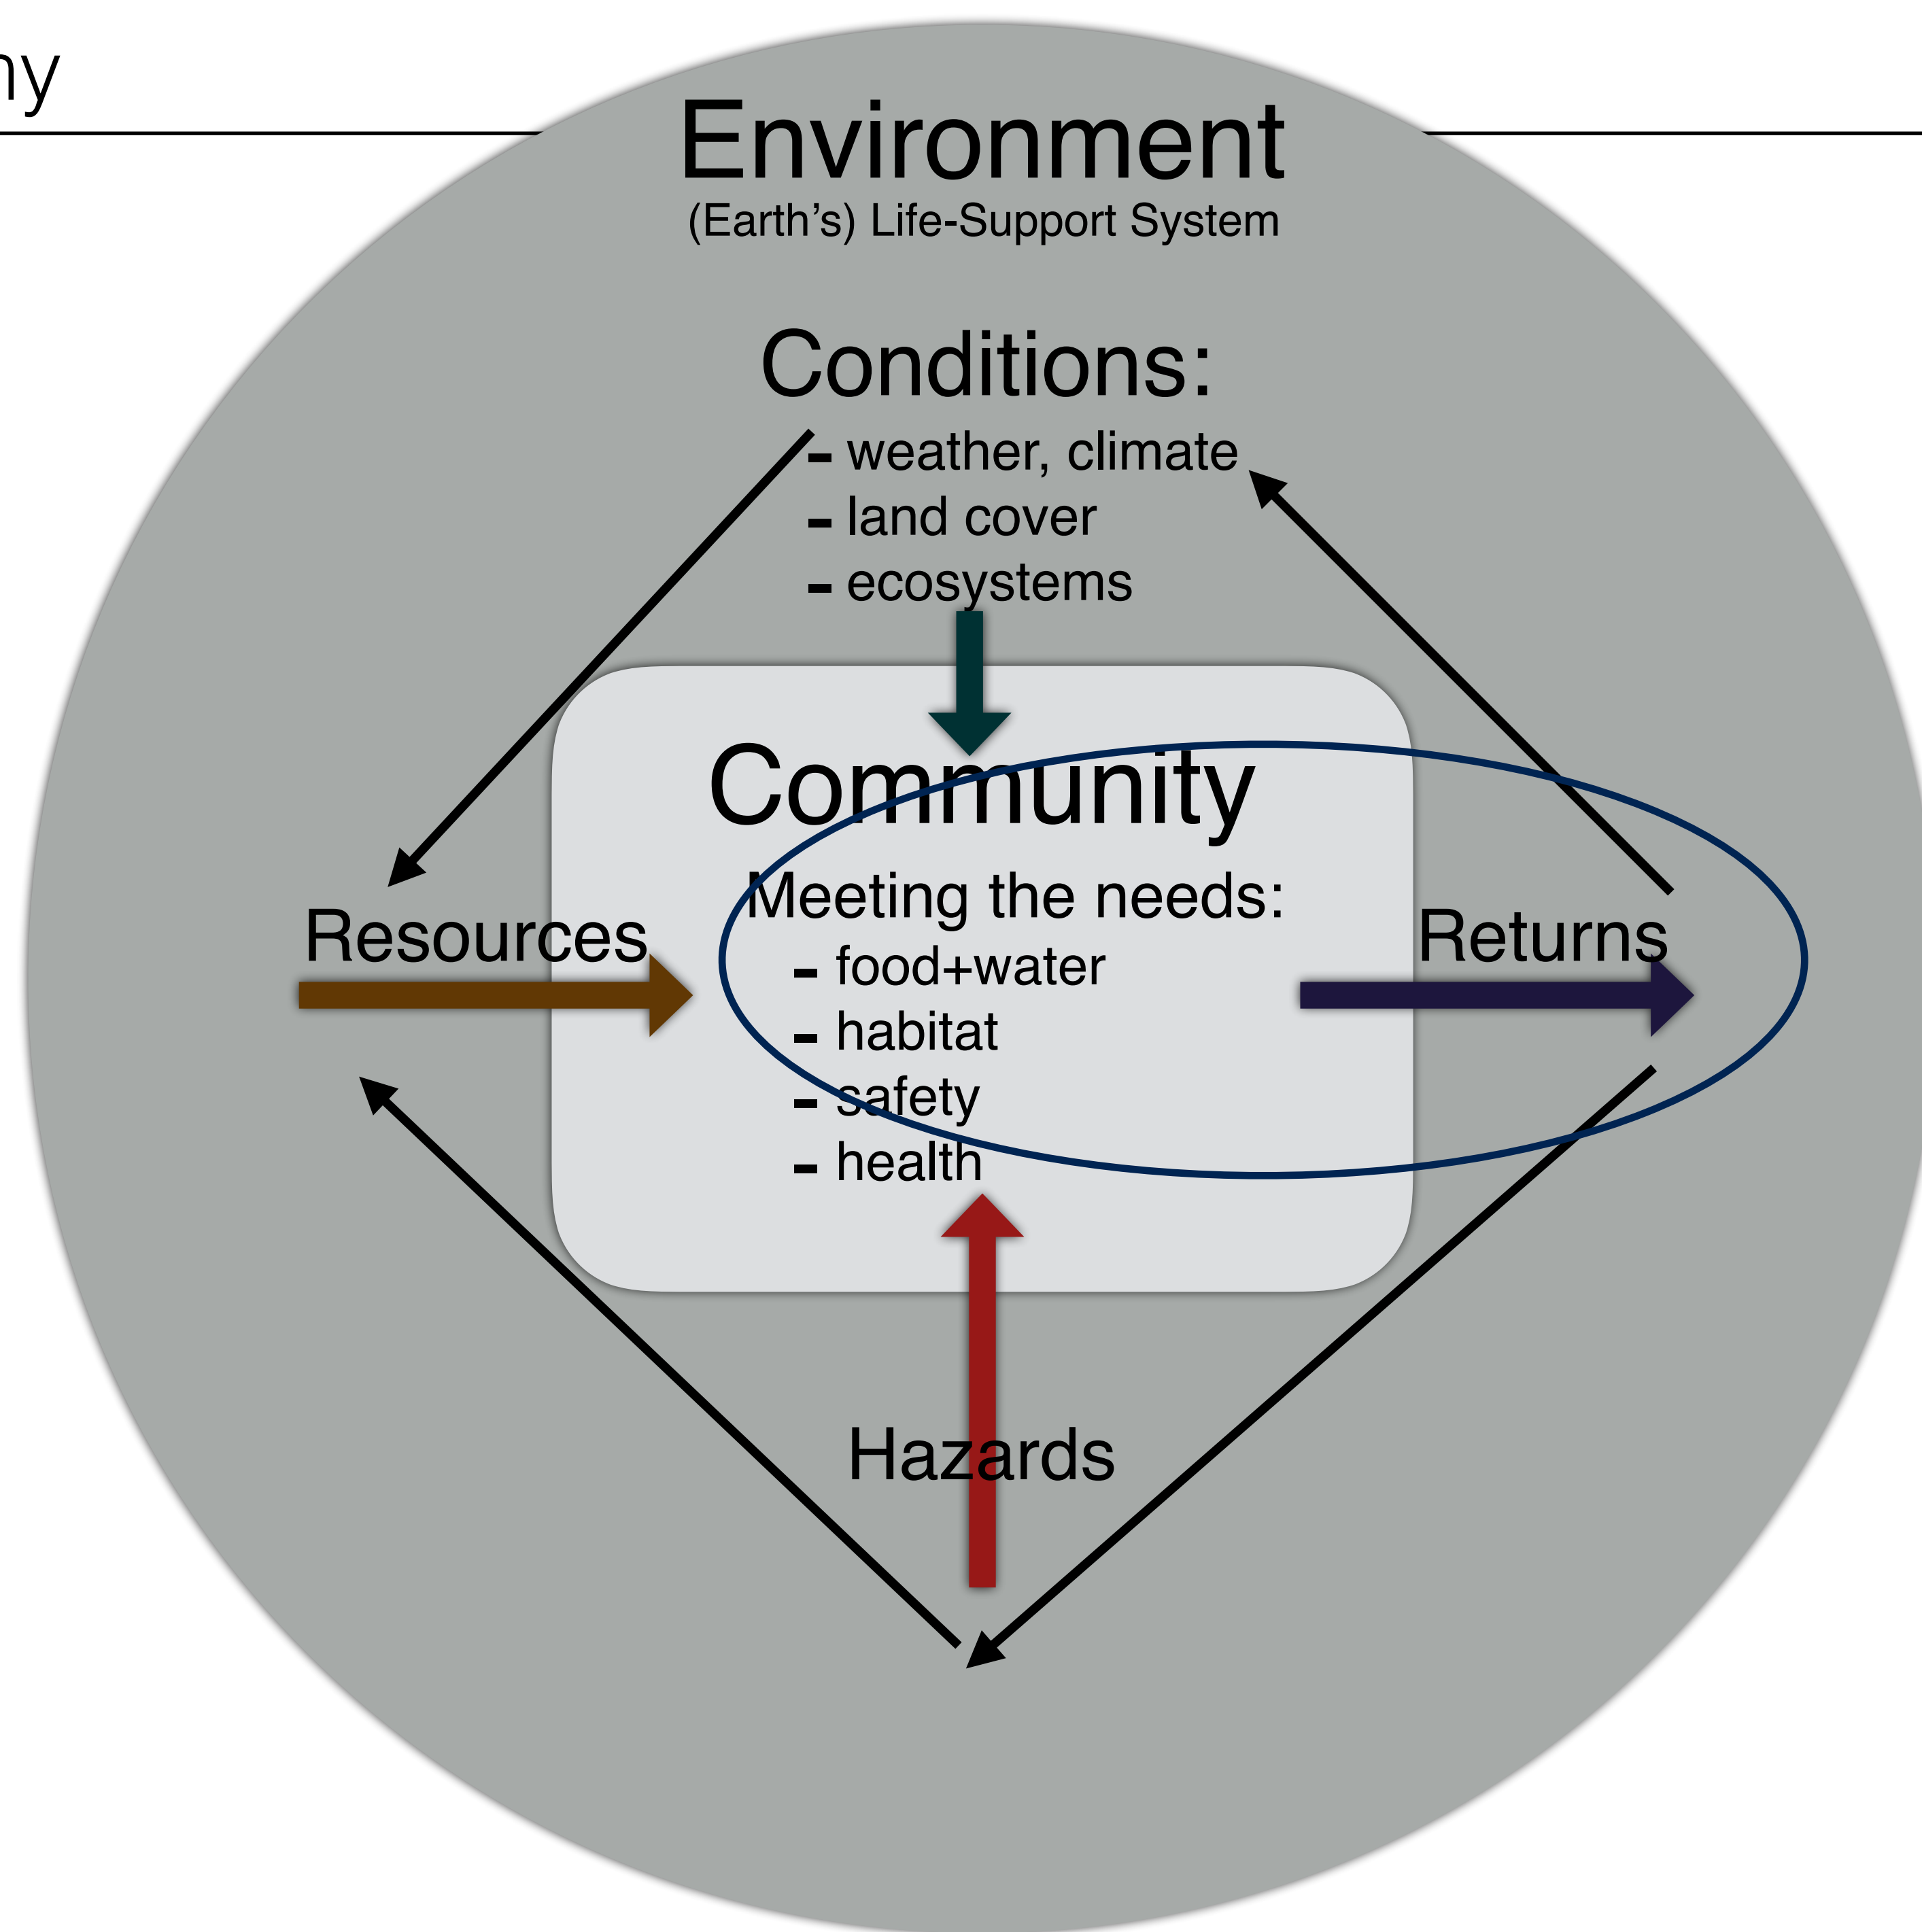 ny
Environment
(Earth’s) Life-Support System
Conditions:
- weather, climate
- land cover
- ecosystems
Community
Meeting the needs:
- food+water
- habitat
- safety
- health
Resources
Returns
Hazards